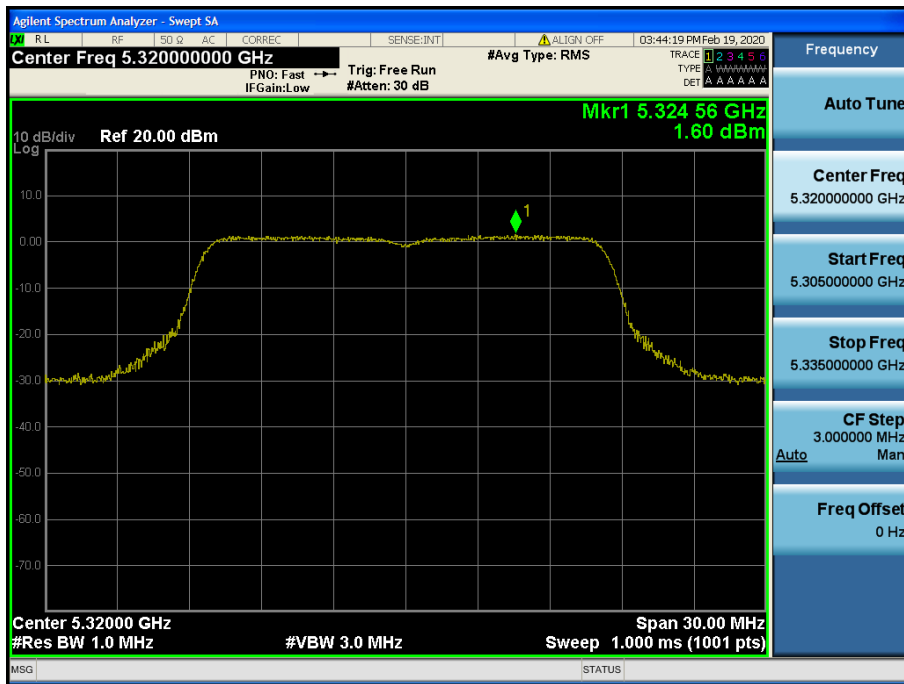 Agilent Spectrum Analyzer - Swept SA
LXI RL RF 50 Ω AC CORREC SENSE:INT ALIGN OFF 03:44:19 PM Feb 19, 2020
Center Freq 5.320000000 GHz #Avg Type: RMS TRACE 1 2 3 4 5 6
PNO: Fast Trig: Free Run TYPE A WWWWW
IFGain:Low #Atten: 30 dB DET A A A A A A
Mkr1 5.324 56 GHz
1.60 dBm
10 dB/div Ref 20.00 dBm
Log
1
10.0
0.00
-10.0
-20.0
-30.0
-40.0
-50.0
-60.0
-70.0
Center 5.32000 GHz Span 30.00 MHz
#Res BW 1.0 MHz #VBW 3.0 MHz Sweep 1.000 ms (1001 pts)
MSG STATUS
Frequency
Auto Tune
Center Freq
5.320000000 GHz
Start Freq
5.305000000 GHz
Stop Freq
5.335000000 GHz
CF Step
3.000000 MHz
Auto Man
Freq Offset
0 Hz